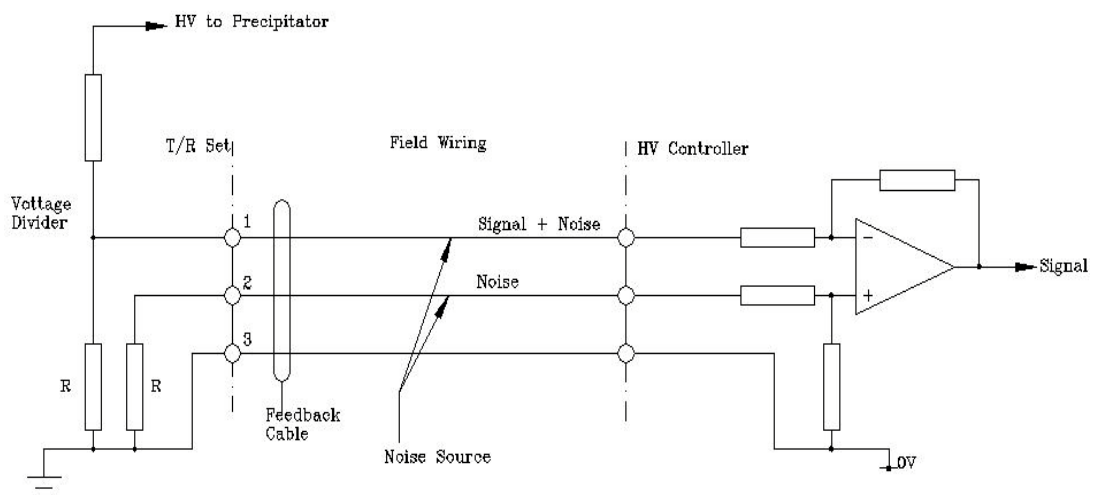 HV to Precipitator
T/R Set
Field Wiring
HV Controller
Vottage
Divider
1
Signal + Noise
2
Noise
3
R
R
Feedback
Cable
Noise Source
−
+
Signal
0V